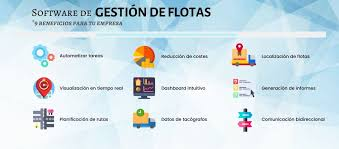 SOFTWARE DE GESTIÓN DE FLOTAS
"9 BENEFICIOS PARA TU EMPRESA
Automatizar tareas
Reducción de costes
Localización de flotas
Visualización en tiempo real
Dashboard Intuitivo
Generación de informes
Planificación de rutas
Datos de tacógrafos
Comunicación bidireccional